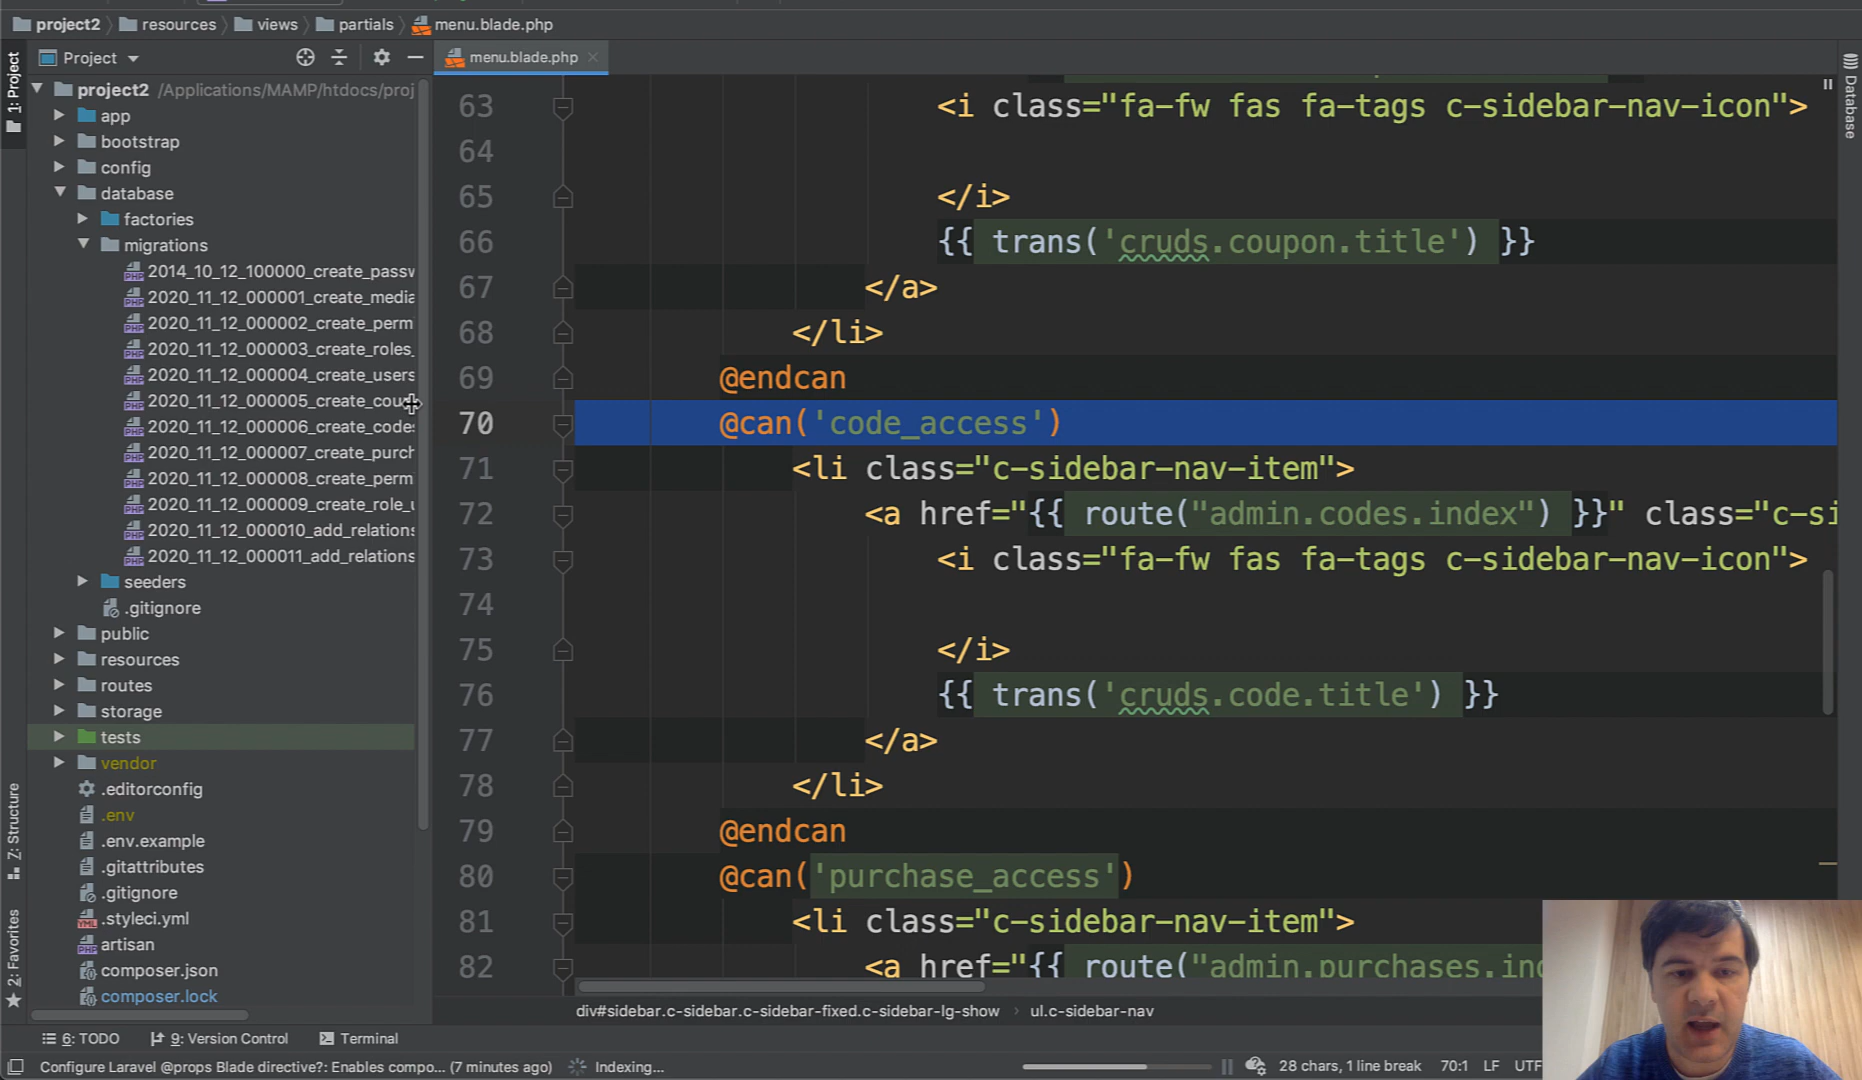 project2 resources views partials menu.blade.php
Project
menu.blade.php
1: Project
Database
project2 /Applications/MAMP/htdocs/proj
app
bootstrap
config
database
factories
migrations
2014_10_12_100000_create_passw
2020_11_12_000001_create_media
2020_11_12_000002_create_permi
2020_11_12_000003_create_roles_
2020_11_12_000004_create_users
2020_11_12_000005_create_cou
2020_11_12_000006_create_codes
2020_11_12_000007_create_purch
2020_11_12_000008_create_permi
2020_11_12_000009_create_role_u
2020_11_12_000010_add_relations
2020_11_12_000011_add_relations
seeders
.gitignore
public
resources
routes
storage
tests
vendor
.editorconfig
.env
.env.example
.gitattributes
.gitignore
.styleci.yml
artisan
composer.json
composer.lock
Z: Structure
2: Favorites
63 <i class="fa-fw fas fa-tags c-sidebar-nav-icon">
64
65 </i>
66 {{ trans('cruds.coupon.title') }}
67 </a>
68 </li>
69 @endcan
70 @can('code_access')
71 <li class="c-sidebar-nav-item">
72 <a href="{{ route("admin.codes.index") }}" class="c-si
73 <i class="fa-fw fas fa-tags c-sidebar-nav-icon">
74
75 </i>
76 {{ trans('cruds.code.title') }}
77 </a>
78 </li>
79 @endcan
80 @can('purchase_access')
81 <li class="c-sidebar-nav-item">
82 <a href="{{ route("admin.purchases.ind
div#sidebar.c-sidebar.c-sidebar-fixed.c-sidebar-lg-show › ul.c-sidebar-nav
6: TODO 9: Version Control Terminal
Configure Laravel @props Blade directive?: Enables compo... (7 minutes ago) Indexing... 28 chars, 1 line break 70:1 LF UTF